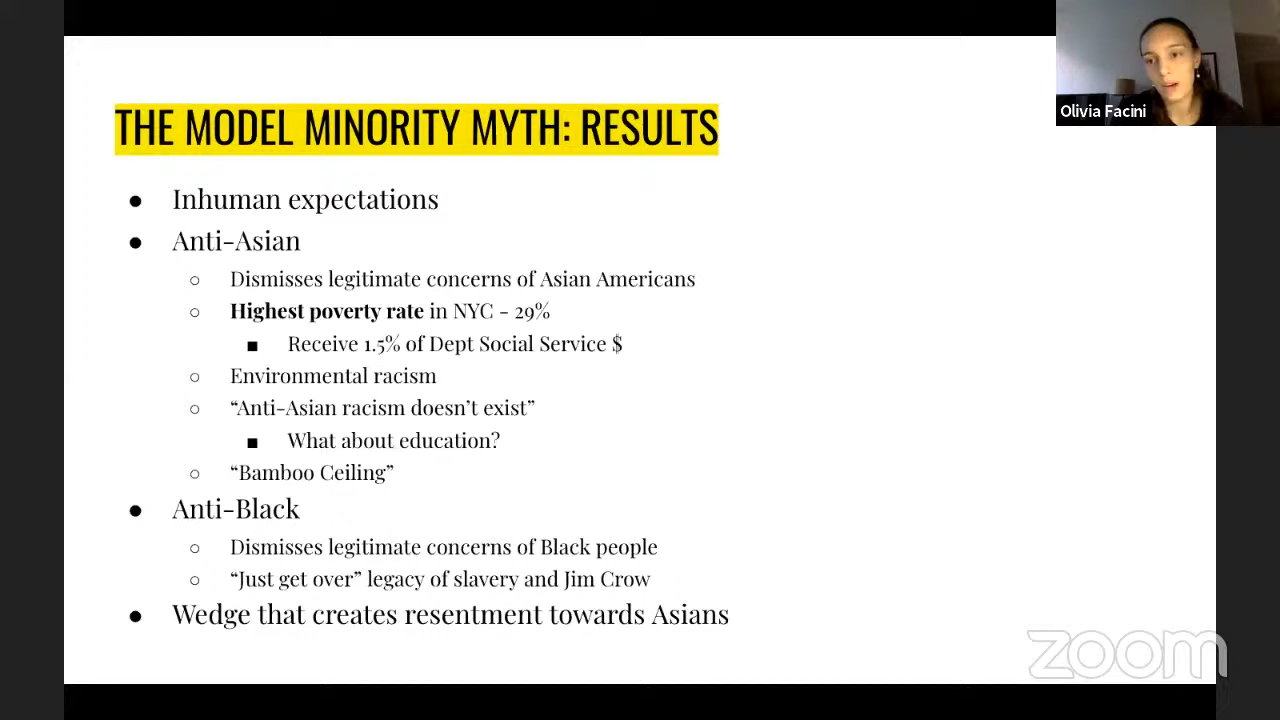 THE MODEL MINORITY MYTH: RESULTS
Olivia Facini
● Inhuman expectations
● Anti-Asian
○ Dismisses legitimate concerns of Asian Americans
○ Highest poverty rate in NYC - 29%
■ Receive 1.5% of Dept Social Service $
○ Environmental racism
○ “Anti-Asian racism doesn’t exist”
■ What about education?
○ “Bamboo Ceiling”
● Anti-Black
○ Dismisses legitimate concerns of Black people
○ “Just get over” legacy of slavery and Jim Crow
● Wedge that creates resentment towards Asians
zoom